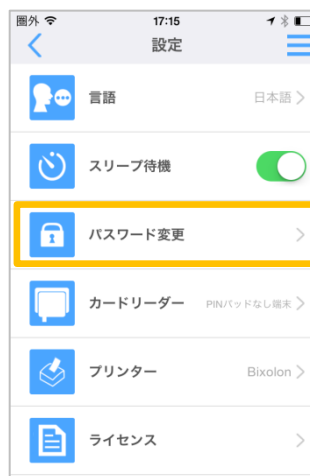 圏外 17:15
設定
言語 日本語
スリープ待機
パスワード変更
カードリーダー PINパッドなし端末
プリンター Bixolon
ライセンス